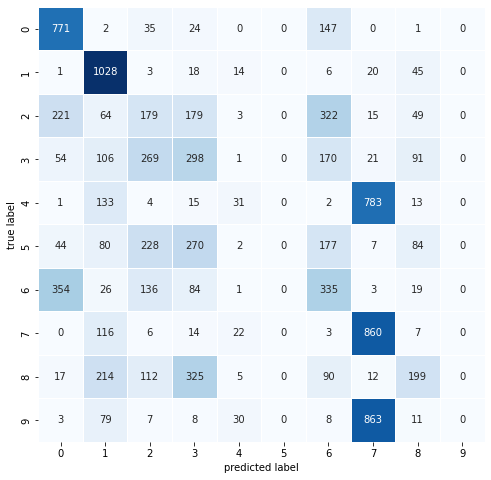 0 771 2 35 24 0 0 147 0 1 0
1 1 1028 3 18 14 0 6 20 45 0
2 221 64 179 179 3 0 322 15 49 0
3 54 106 269 298 1 0 170 21 91 0
4 1 133 4 15 31 0 2 783 13 0
true label
5 44 80 228 270 2 0 177 7 84 0
6 354 26 136 84 1 0 335 3 19 0
7 0 116 6 14 22 0 3 860 7 0
8 17 214 112 325 5 0 90 12 199 0
9 3 79 7 8 30 0 8 863 11 0
0 1 2 3 4 5 6 7 8 9
predicted label